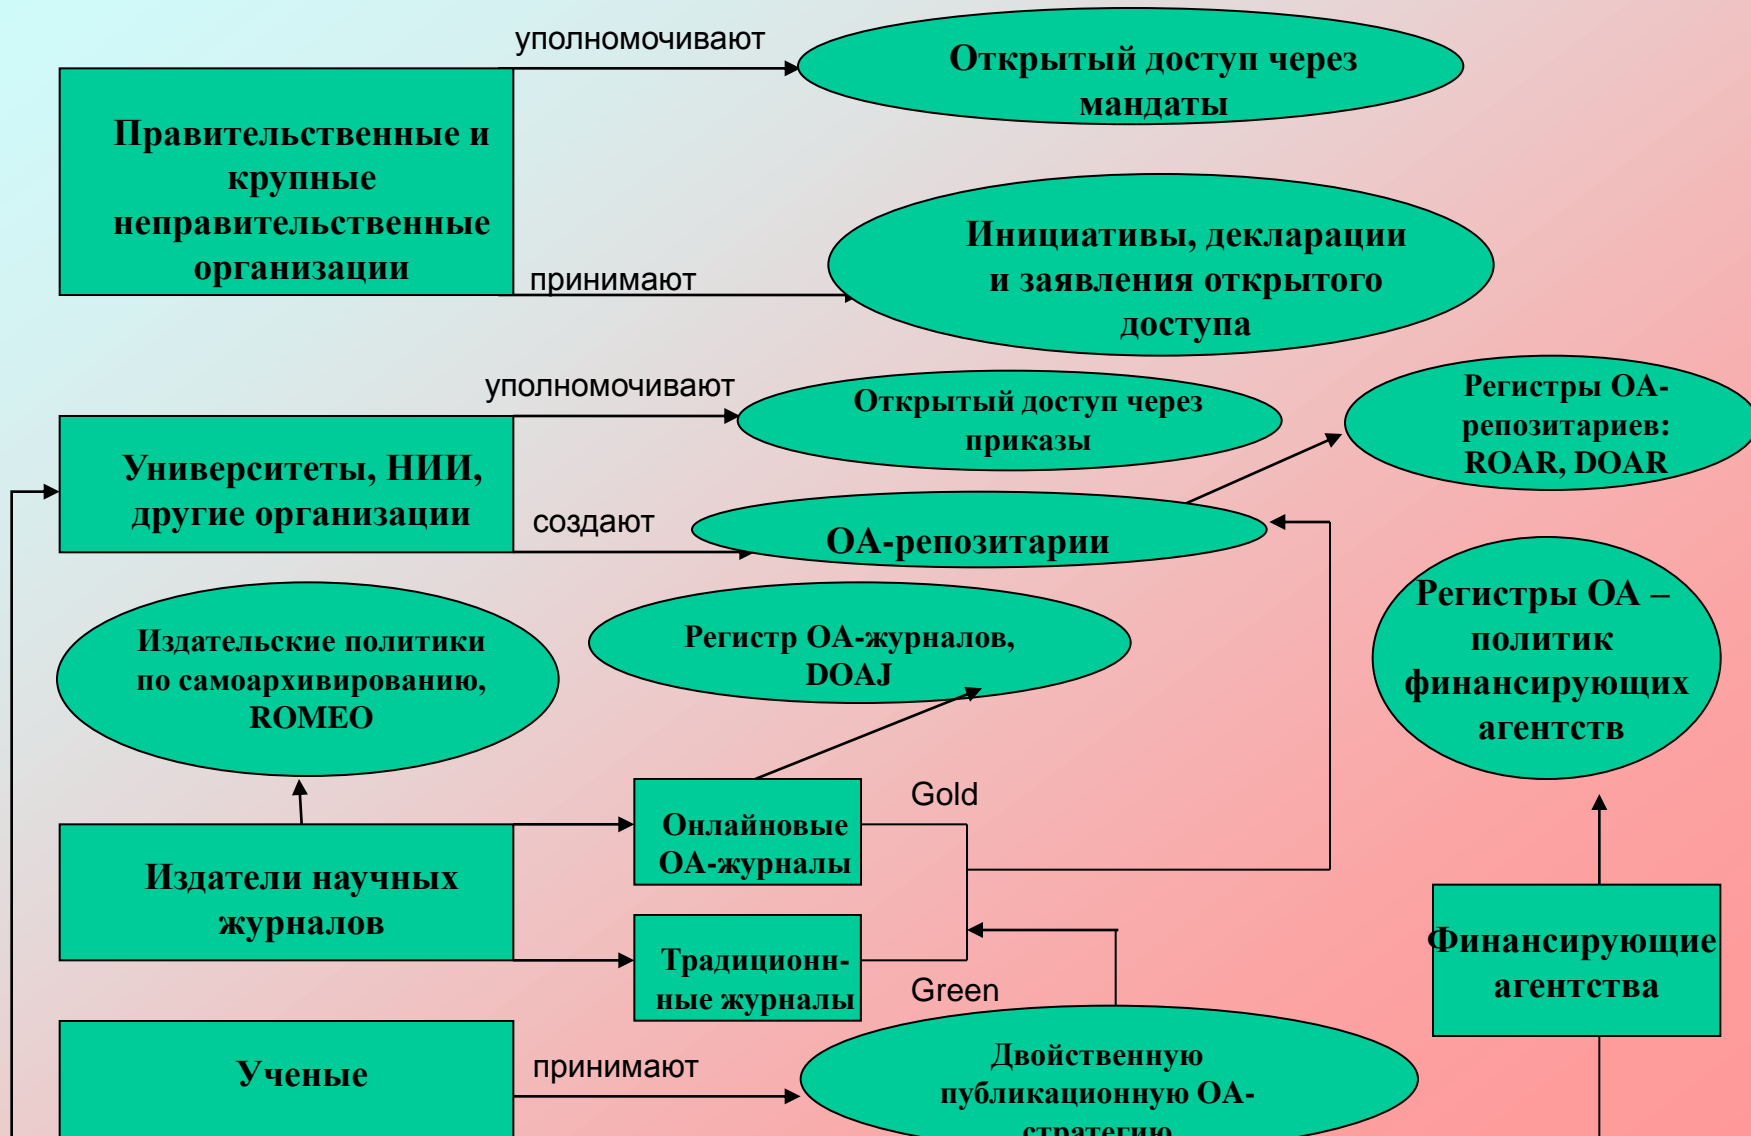 уполномочивают
Открытый доступ через
мандаты
Правительственные и
крупные
неправительственные
организации
принимают
Инициативы, декларации
и заявления открытого
доступа
уполномочивают
Открытый доступ через
приказы
Регистры ОА-
репозитариев:
ROAR, DOAR
Университеты, НИИ,
другие организации
создают
ОА-репозитарии
Издательские политики
по самоархивированию,
ROMEO
Регистр ОА-журналов,
DOAJ
Регистры ОА –
политик
финансирующих
агентств
Издатели научных
журналов
Онлайновые
ОА-журналы
Gold
Традиционн-
ные журналы
Green
Финансирующие
агентства
Ученые
принимают
Двойственную
публикационную ОА-
стратегию